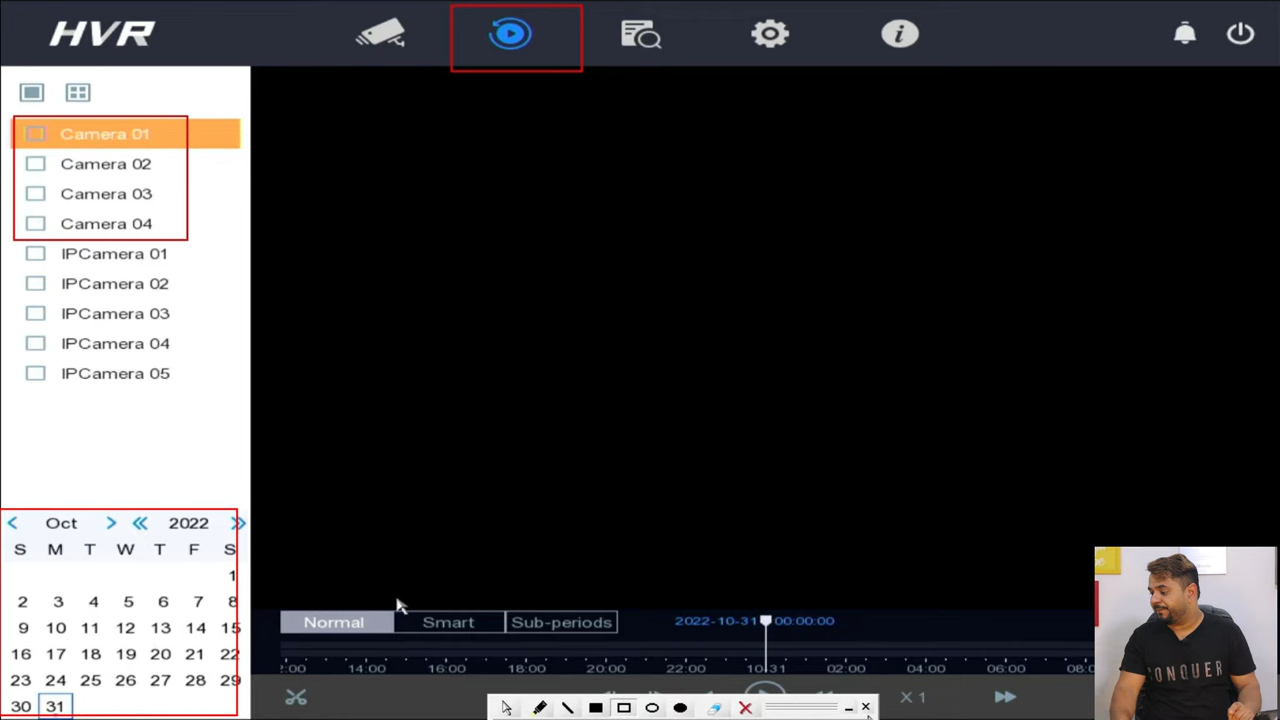 HVR
Camera 01
Camera 02
Camera 03
Camera 04
IPCamera 01
IPCamera 02
IPCamera 03
IPCamera 04
IPCamera 05
Oct 2022
S M T W T F S
1
2 3 4 5 6 7 8
9 10 11 12 13 14 15
16 17 18 19 20 21 22
23 24 25 26 27 28 29
30 31
Normal Smart Sub-periods 2022-10-31 00:00:00
:00 14:00 16:00 18:00 20:00 22:00 10-31 02:00 04:00 06:00 08:
X 1
CONQUER